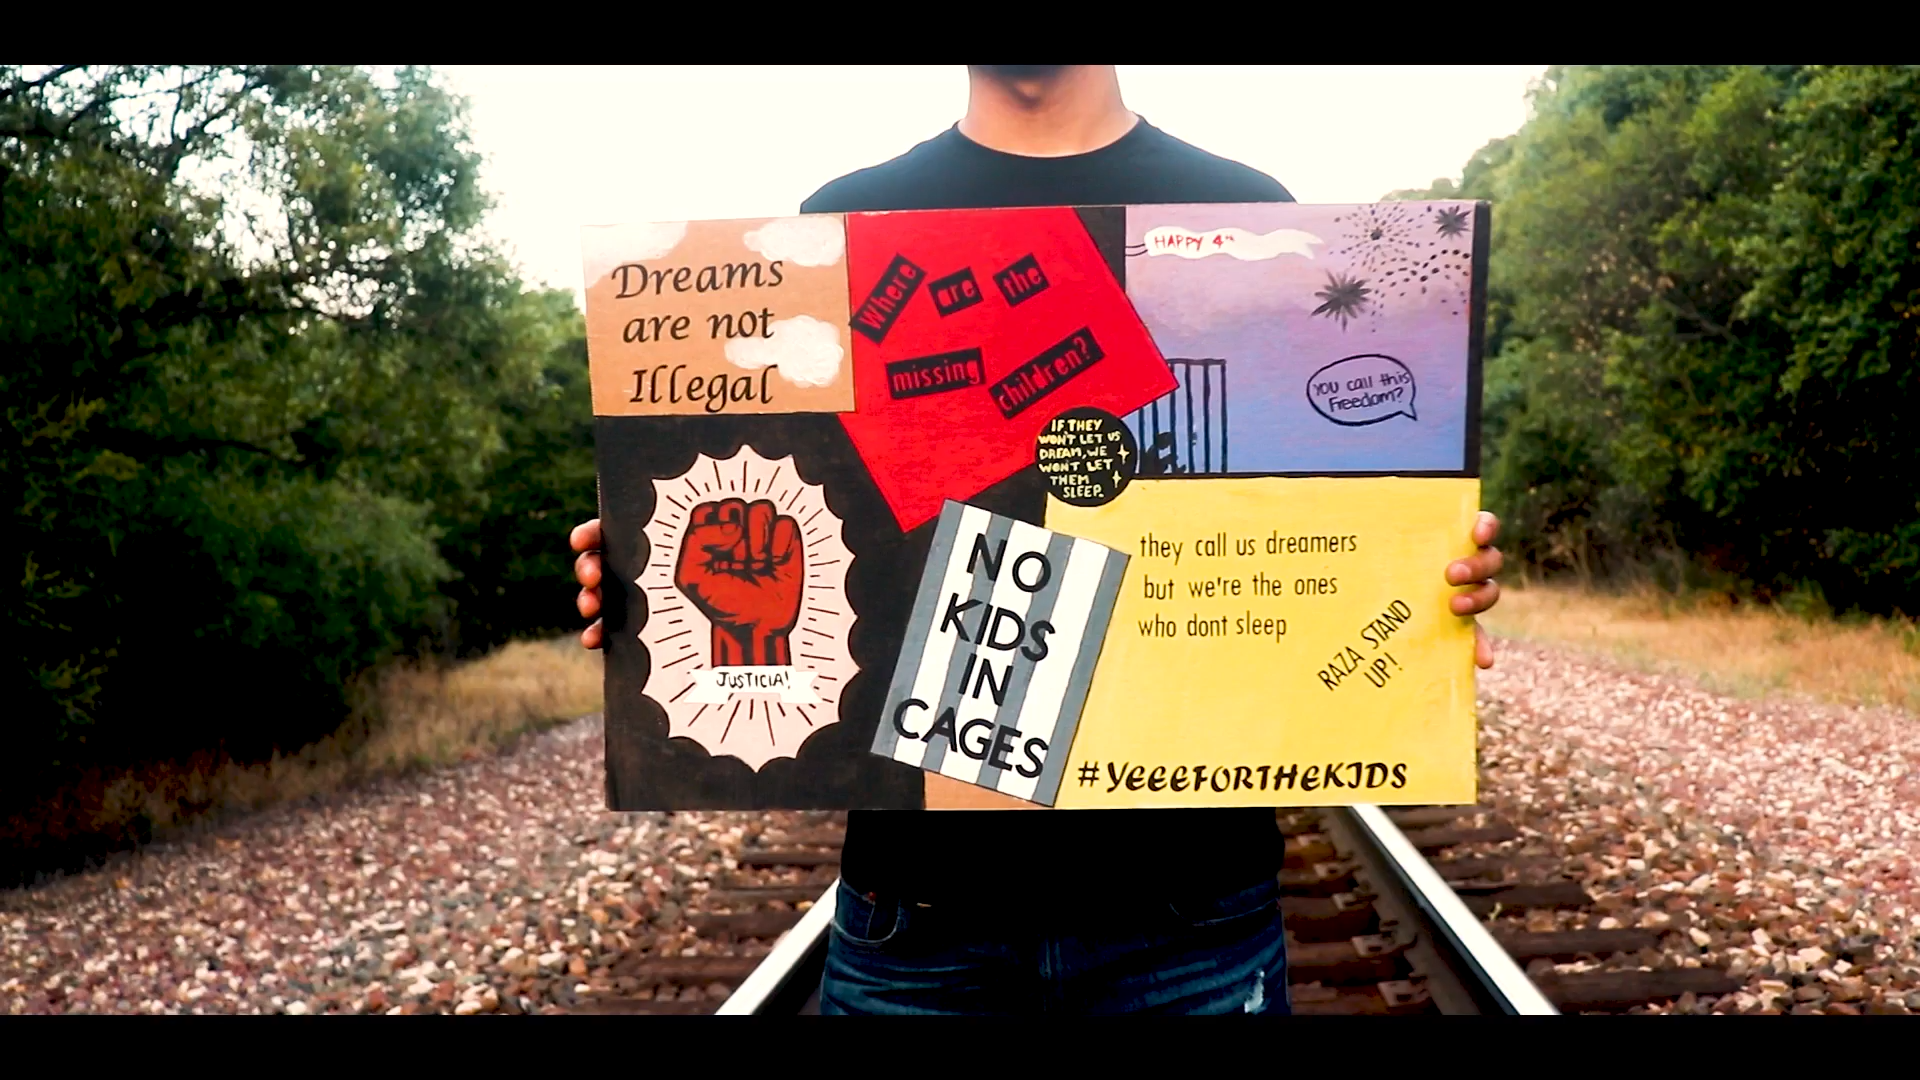 Dreams
are not
Illegal
Where are the
missing children?
HAPPY 4th
you call this
Freedom?
IF THEY
WON'T LET US
DREAM, WE
WON'T LET
THEM
SLEEP.
JUSTICIA!
NO
KIDS
IN
CAGES
they call us dreamers
but we're the ones
who dont sleep
RAZA STAND
UP!
#YEEEFORTHEKIDS